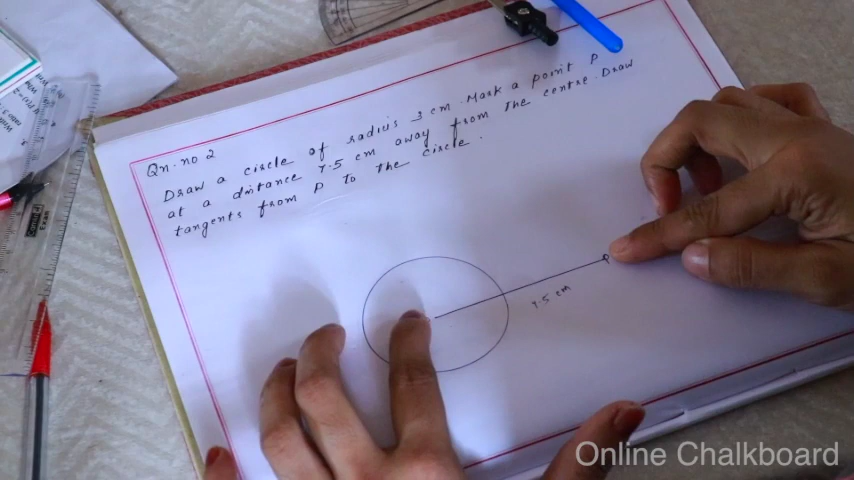 Qn. no 2
Draw a circle of radius 3 cm. Mark a point P
at a distance 7.5 cm away from the centre. Draw
tangents from P to the circle.
P
7.5 cm
Online Chalkboard